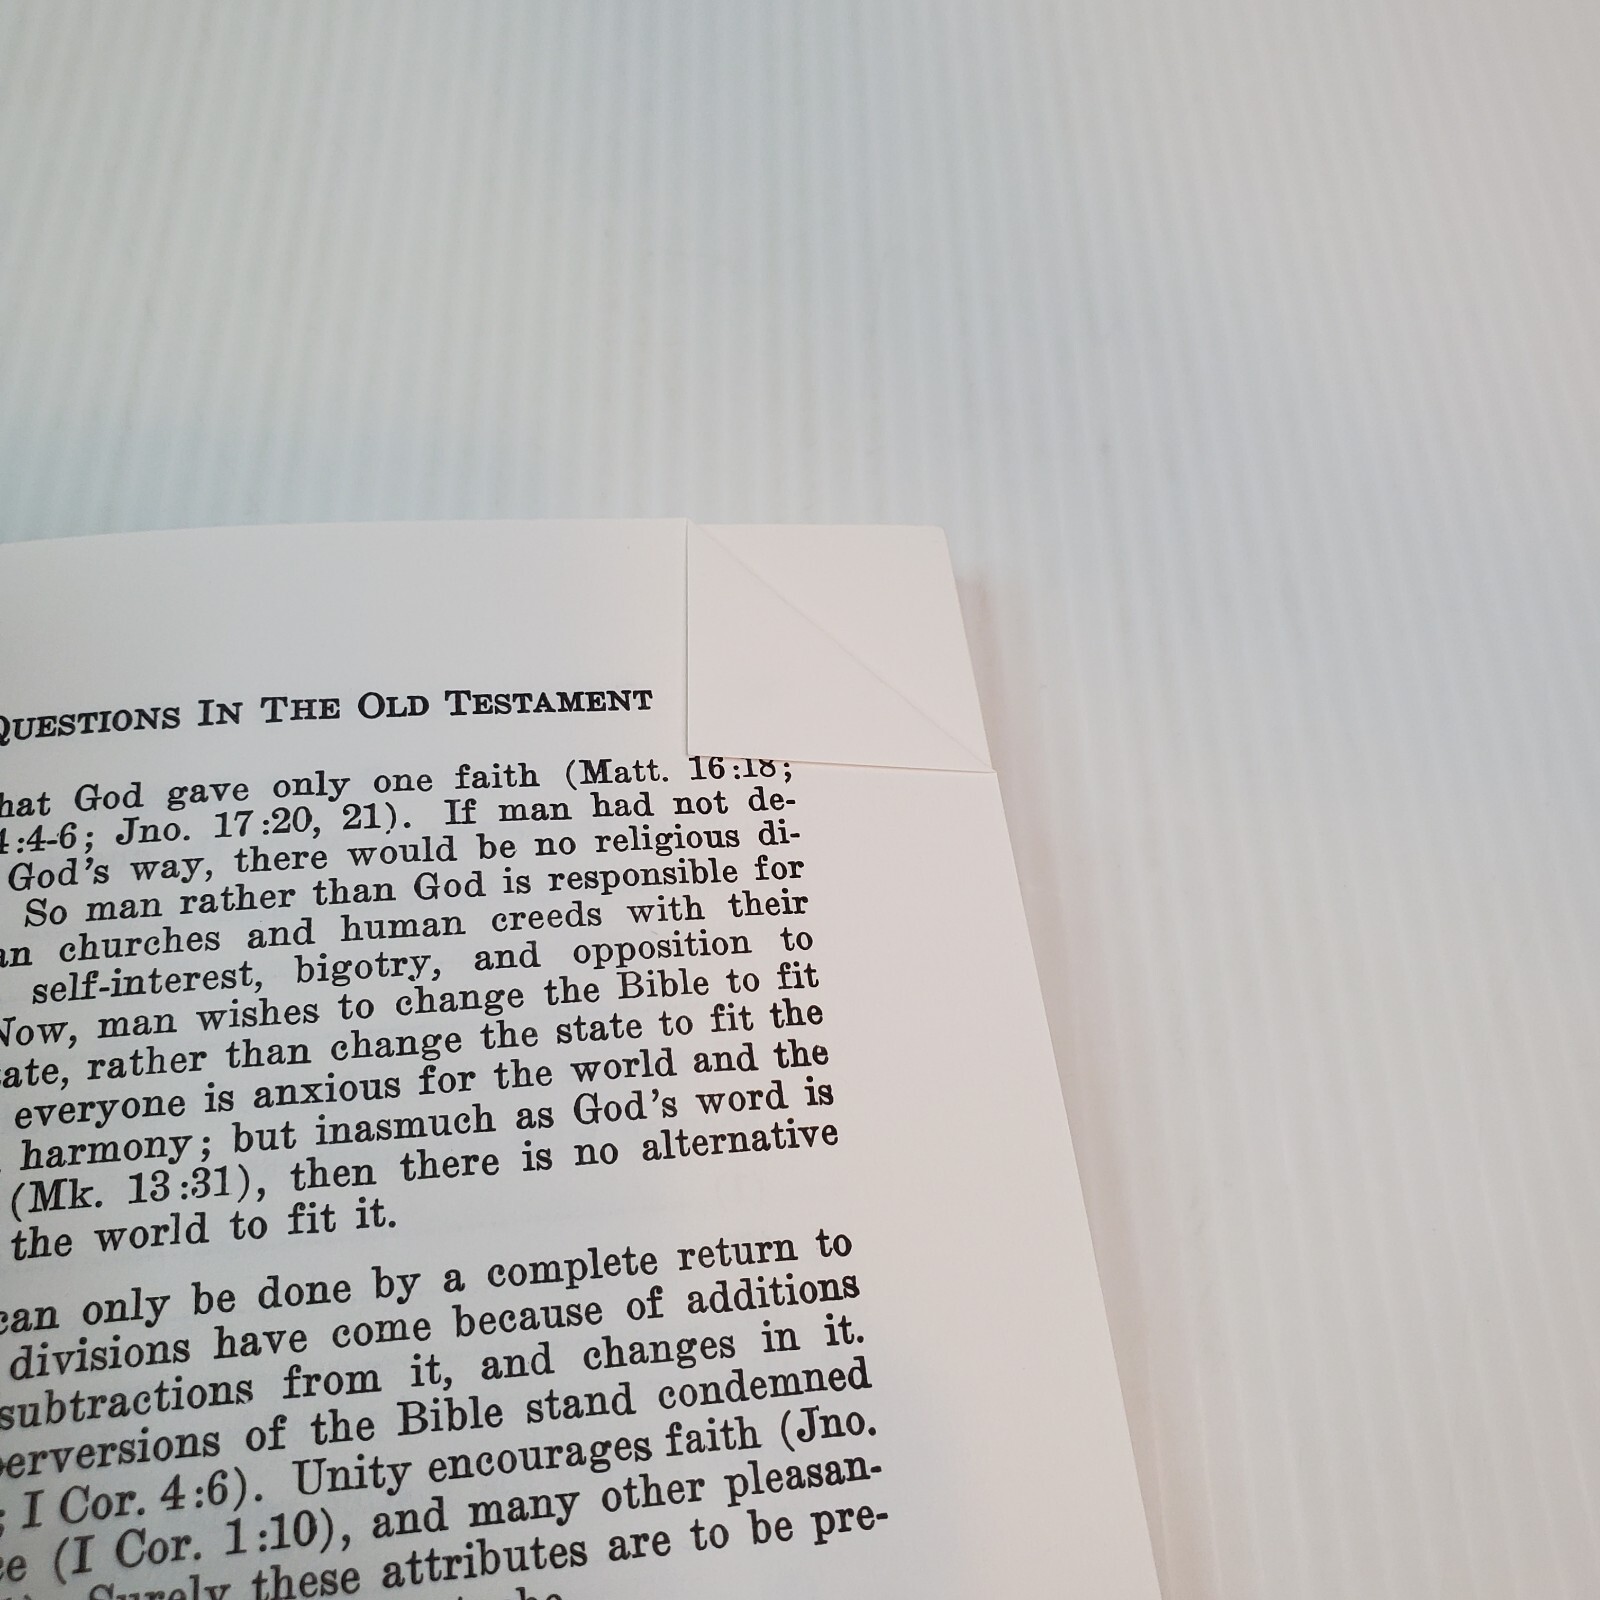 QUESTIONS IN THE OLD TESTAMENT
hat God gave only one faith (Matt. 16:18;
4:4-6; Jno. 17:20, 21). If man had not de-
God's way, there would be no religious di-
So man rather than God is responsible for
an churches and human creeds with their
self-interest, bigotry, and opposition to
Now, man wishes to change the Bible to fit
ate, rather than change the state to fit the
everyone is anxious for the world and the
harmony; but inasmuch as God's word is
(Mk. 13:31), then there is no alternative
the world to fit it.
can only be done by a complete return to
divisions have come because of additions
subtractions from it, and changes in it.
perversions of the Bible stand condemned
; I Cor. 4:6). Unity encourages faith (Jno.
ce (I Cor. 1:10), and many other pleasan-
Surely these attributes are to be pre-